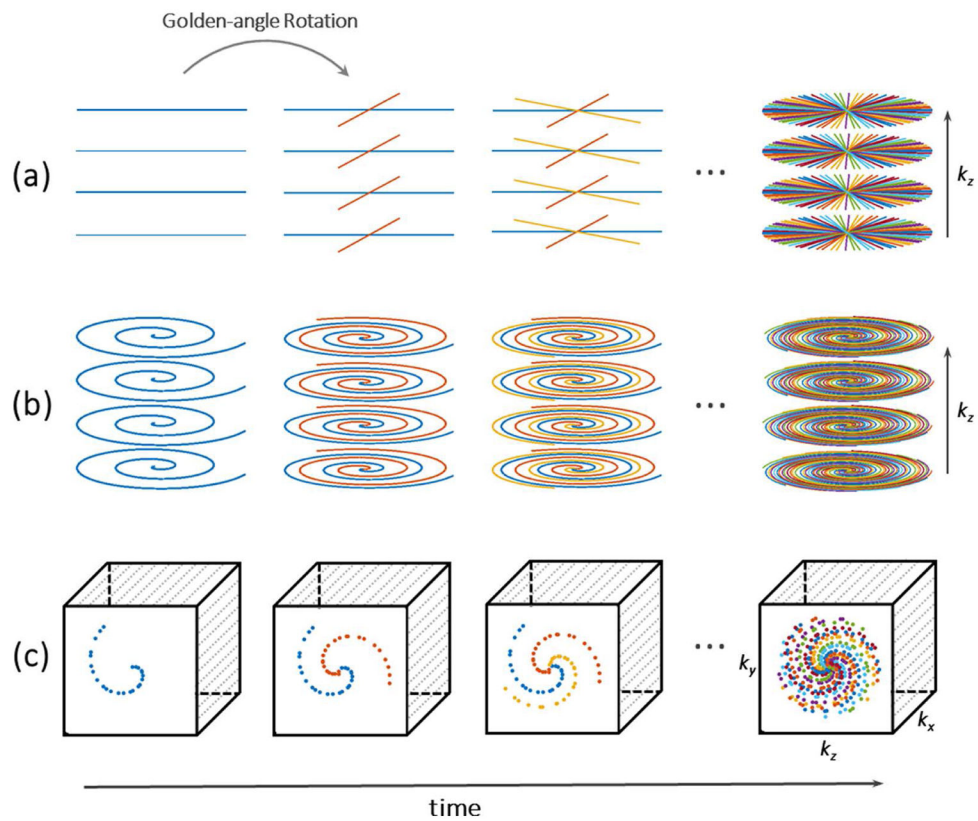 Golden-angle Rotation
(a)
...
k_z
(b)
...
k_z
(c)
...
k_y
k_x
k_z
time